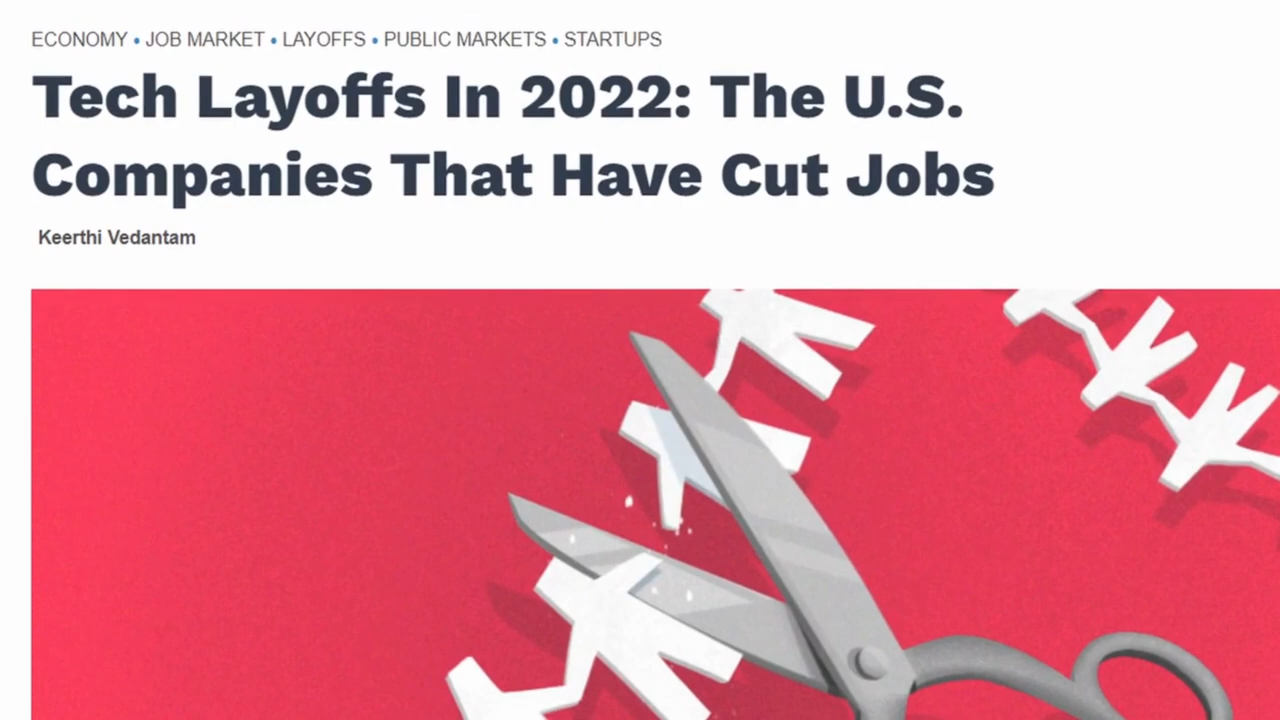 ECONOMY • JOB MARKET • LAYOFFS • PUBLIC MARKETS • STARTUPS
Tech Layoffs In 2022: The U.S.
Companies That Have Cut Jobs
Keerthi Vedantam